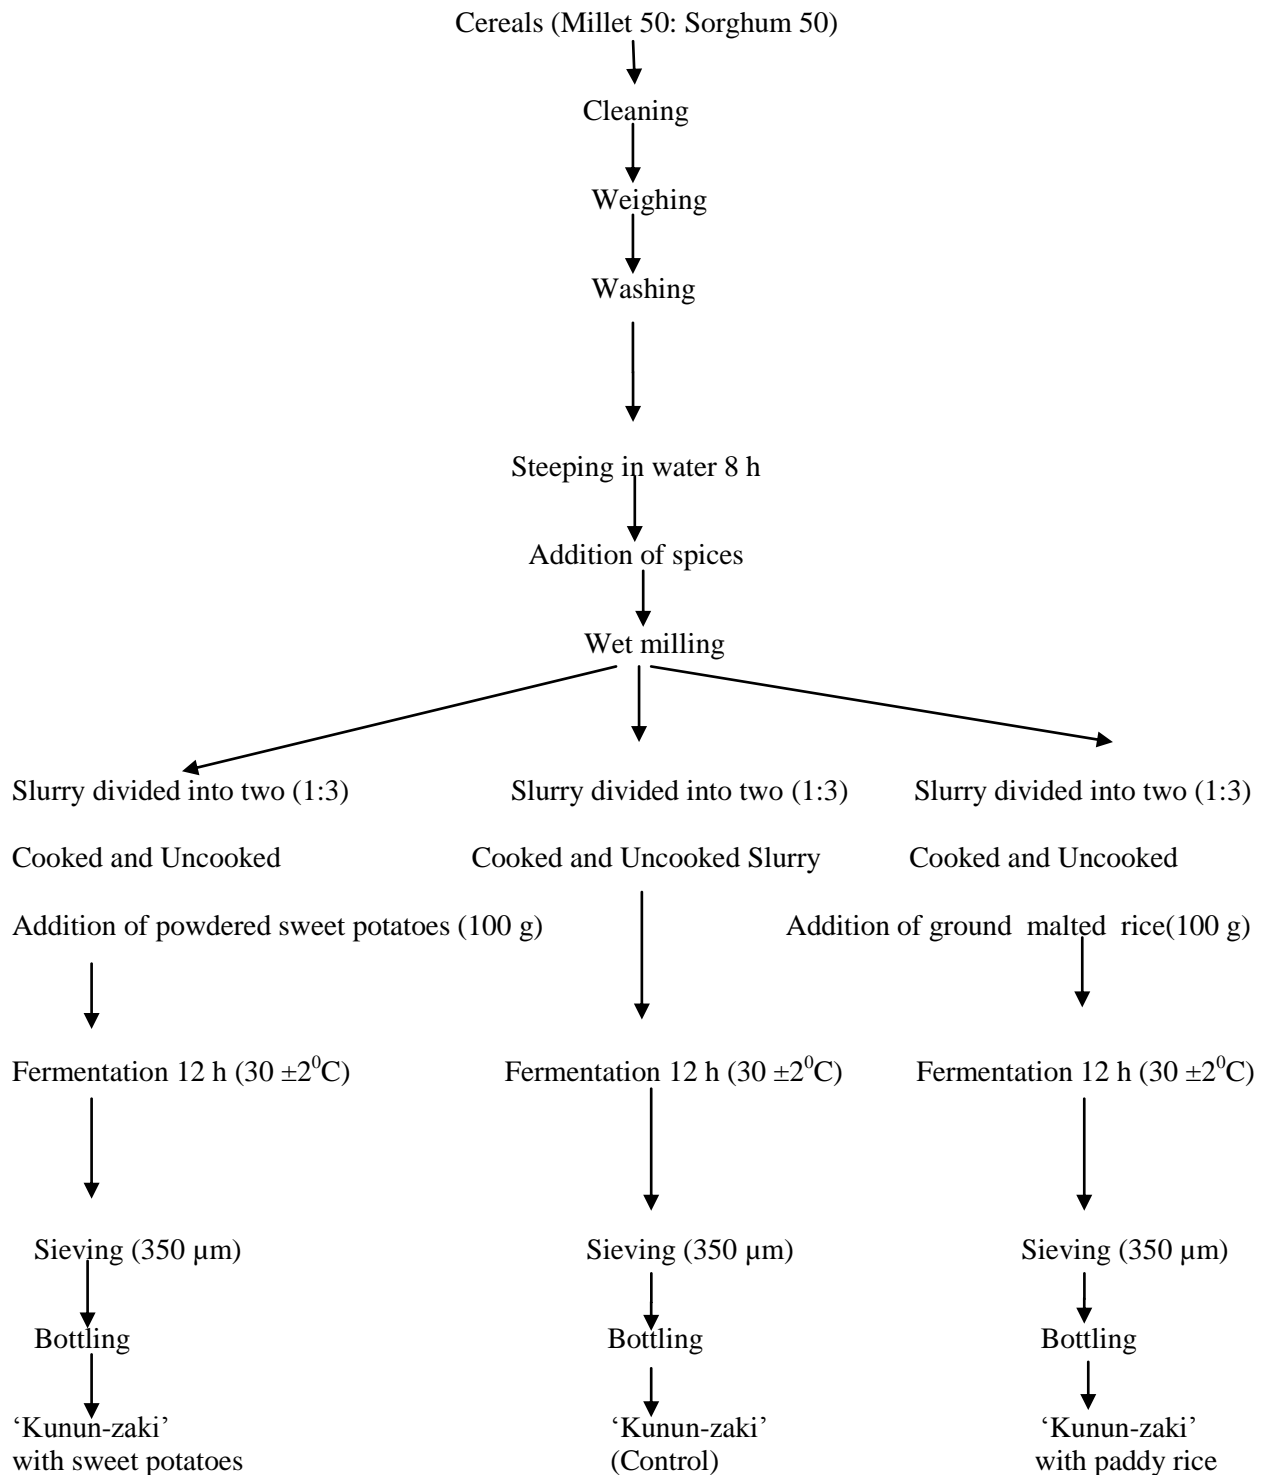 Cereals (Millet 50: Sorghum 50)
Cleaning
Weighing
Washing
Steeping in water 8 h
Addition of spices
Wet milling
Slurry divided into two (1:3) Slurry divided into two (1:3) Slurry divided into two (1:3)
Cooked and Uncooked Cooked and Uncooked Slurry Cooked and Uncooked
Addition of powdered sweet potatoes (100 g) Addition of ground malted rice(100 g)
Fermentation 12 h (30 ±2⁰C) Fermentation 12 h (30 ±2⁰C) Fermentation 12 h (30 ±2⁰C)
Sieving (350 µm) Sieving (350 µm) Sieving (350 µm)
Bottling Bottling Bottling
‘Kunun-zaki’ ‘Kunun-zaki’ ‘Kunun-zaki’
with sweet potatoes (Control) with paddy rice